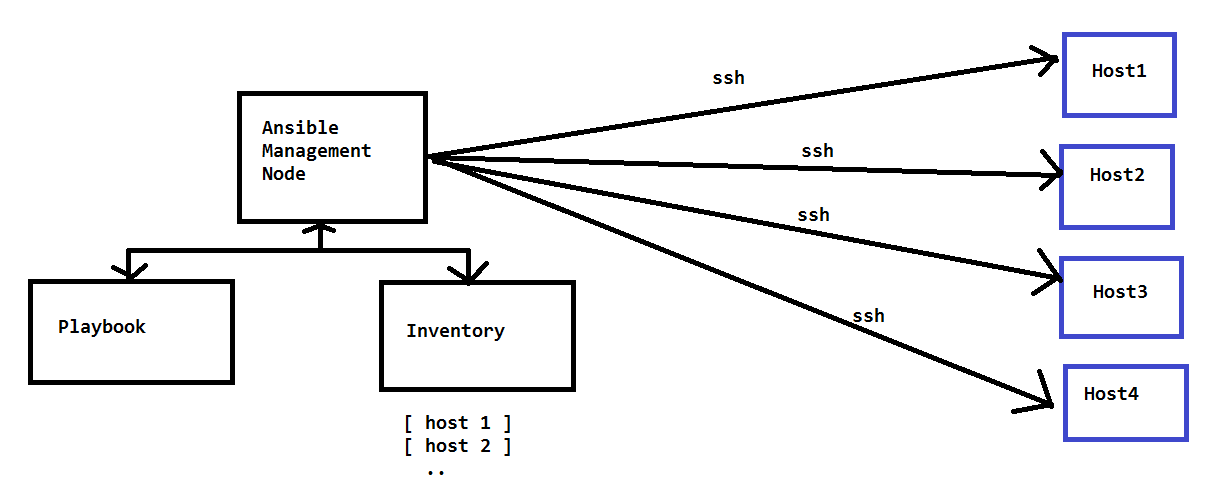 ssh
Host1
Ansible
Management
Node
ssh
Host2
ssh
Host3
ssh
Host4
Playbook
Inventory
[ host 1 ]
[ host 2 ]
..